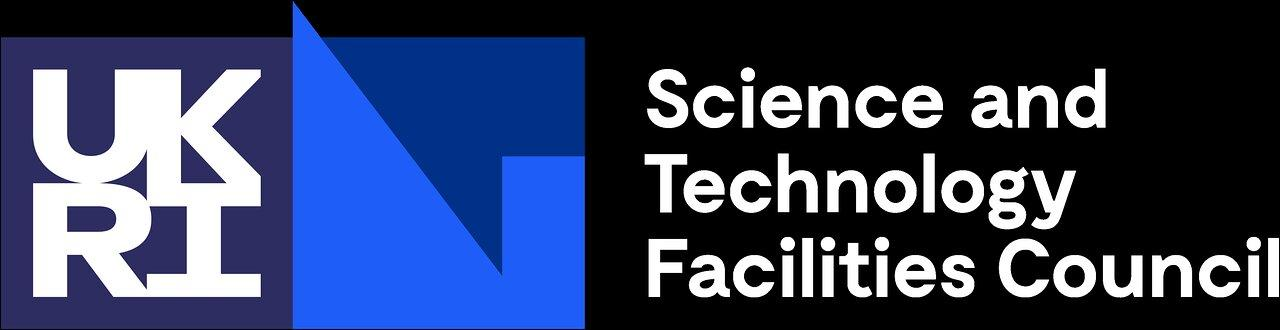 UK
RI
Science and
Technology
Facilities Council